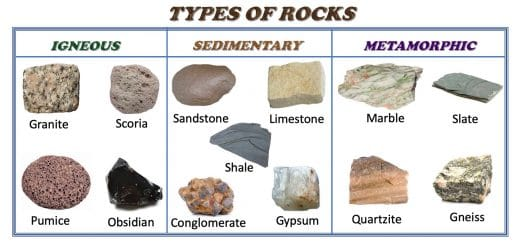 TYPES OF ROCKS
IGNEOUS
SEDIMENTARY
METAMORPHIC
Granite
Scoria
Pumice
Obsidian
Sandstone
Limestone
Shale
Conglomerate
Gypsum
Marble
Slate
Quartzite
Gneiss